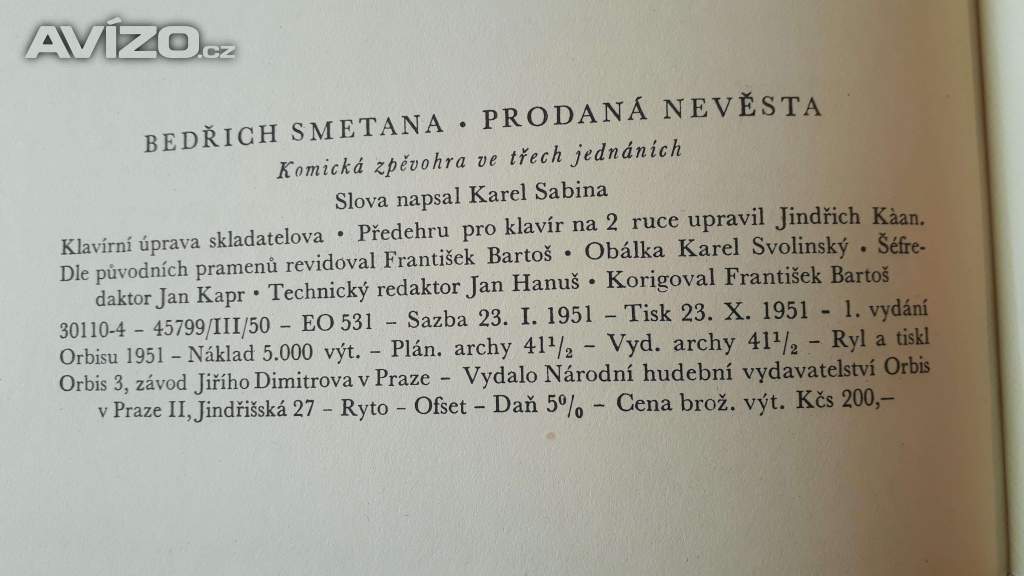 AVÍZO.cz
BEDŘICH SMETANA • PRODANÁ NEVĚSTA
Komická zpěvohra ve třech jednáních
Slova napsal Karel Sabina
Klavírní úprava skladatelova • Předehru pro klavír na 2 ruce upravil Jindřich Kàan.
Dle původních pramenů revidoval František Bartoš • Obálka Karel Svolinský • Šéfre-
daktor Jan Kapr • Technický redaktor Jan Hanuš • Korigoval František Bartoš
30110-4 – 45799/III/50 – EO 531 – Sazba 23. I. 1951 – Tisk 23. X. 1951 - 1. vydání
Orbisu 1951 – Náklad 5.000 výt. – Plán. archy 41¹/₂ – Vyd. archy 41¹/₂ – Ryl a tiskl
Orbis 3, závod Jiřího Dimitrova v Praze – Vydalo Národní hudební vydavatelství Orbis
v Praze II, Jindřišská 27 – Ryto – Ofset – Daň 5% – Cena brož. výt. Kčs 200,–